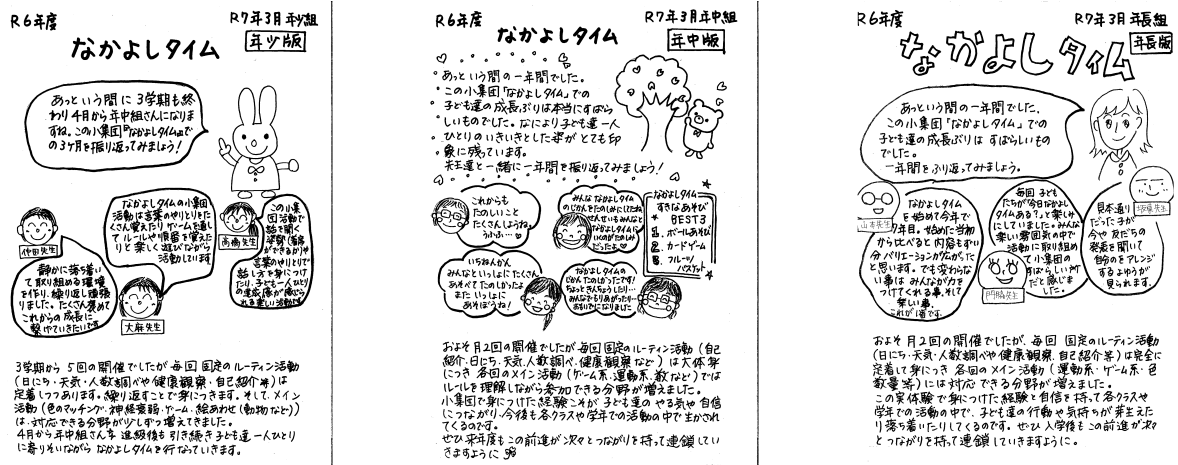 R6年度
R7年3月 年少組
なかよしタイム
年少版
あっという間に3学期も終
わり4月から年中組さんになりま
すね。この小集団『なかよしタイム』で
の3ケ月を振り返ってみましょう！
なかよしタイムの小集団
活動は言葉のやりとりをた
くさん覚えたりゲームを通し
てルールや順番を覚えた
りと楽しく遊びながら
活動しています
この小集
団活動で
話を聞く
高橋先生
静かに落ち着い
て取り組める環境
を作り、繰り返し頑張
りました。たくさん褒めて
これからの成長に
繋げていきたいです
大麻先生
3学期から5回の開催でしたが毎回固定のルーティン活動
(日にち・天気・人数調べや健康観察・自己紹介等)は
定着しつつあります。繰り返すことで身につきます。そして、メイン
活動(色のマッチング・神経衰弱・ゲーム・絵あわせ(動物など))
は、対応できる分野が少しずつ増えてきました。
4月から年中組さんを進級後も引続き子ども達一人ひとり
に寄りそいながらなかよしタイムを行なっていきます。
R6年度
R7年3月年中組
なかよしタイム
年中版
あっという間の一年間でした。
この小集団「なかよしタイム」での
子ども達の成長ぶりは本当にすばら
しいものでした。なにより子ども達一人
ひとりのいきいきとした姿がとても印
象に残っています。
先生達と一緒に一年間を振り返ってみましょう！
これからも
たのしいこと
たくさんしようね。
うふふ…♡
みんななかよしタイム
なかよしタイム
すきなあそび
BEST3
1. ボールあそび
2. カードゲーム
3. フルーツ
バスケット
いちねんかん
みんなといっしょにたくさん
あそべてたのしかったよ
またいっしょに
あそぼうね！
なかよしタイムの
じかんたのしかったです！
ちょっときんちょうしたり…
みんなでもりあがったり…
おもいでになりました
およそ月2回の開催でしたが毎回固定のルーティン活動(自己
紹介・日にち・天気・人数調べ・健康観察など)は大体身
につき各回のメイン活動(ゲーム系、運動系、数など)では
ルールを理解しながら参加できる分野が増えました。
小集団で身につけた経験こそが子ども達のやる気や自信
につながり、今後も各クラスや学年での活動の中で生かされ
てくるのです。
ぜひ来年度もこの前進が次々とつながりを持って連鎖してい
きますように
R6年度
R7年3月年長組
なかよしタイム
年長版
あっという間の一年間でした。
この小集団「なかよしタイム」での
子ども達の成長ぶりはすばらしいもの
でした。
一年間をふり返ってみましょう。
山本先生
なかよしタイム
を始めて今年で
7年目。始めた当初
から比べると内容もずい
分バリエーションが広がった
と思います。でも変わらな
い事はみんなが力を
つけてくれる事、そして
楽しい事。
これが1番です。
毎回子ども
たちが「今日なかよし
タイムある？」と楽しみ
にしていました。みんな
楽しい雰囲気の中で
活動に取り組め
て小集団の
すばらしい所
だと感じま
した。
門脇先生
見本通り
だった子が
今や友だちの
発表を聞いて
自分のをアレンジ
するようすが
見られます。
およそ月2回の開催でしたが、毎回固定のルーティン活動
(日にち・天気・人数調べや健康観察、自己紹介等)は完全に
定着して身につき各回のメイン活動(運動系・ゲーム系・色
数量等)には対応できる分野が増えました。
この実体験で身につけた経験と自信を持って各クラスや
学年での活動の中で、子ども達の行動や気持ちが芽生えた
り落ち着いたりしてくるのです。ぜひ入学後もこの前進が次々
とつながりを持って連鎖していきますように。